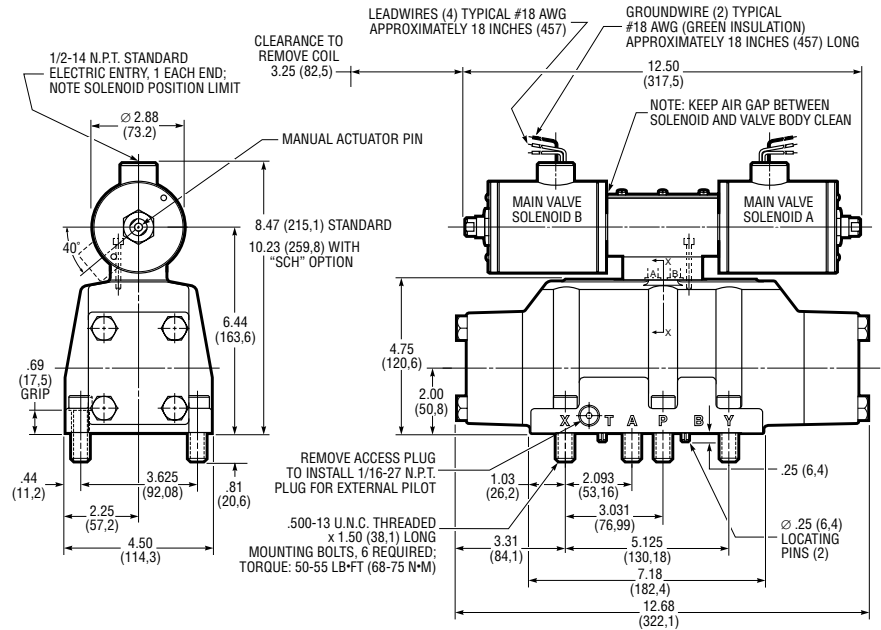 LEADWIRES (4) TYPICAL #18 AWG
APPROXIMATELY 18 INCHES (457)
GROUNDWIRE (2) TYPICAL
#18 AWG (GREEN INSULATION)
APPROXIMATELY 18 INCHES (457) LONG
CLEARANCE TO
REMOVE COIL
3.25 (82,5)
12.50
(317,5)
1/2-14 N.P.T. STANDARD
ELECTRIC ENTRY, 1 EACH END;
NOTE SOLENOID POSITION LIMIT
Ø 2.88
(73.2)
MANUAL ACTUATOR PIN
NOTE: KEEP AIR GAP BETWEEN
SOLENOID AND VALVE BODY CLEAN
MAIN VALVE
SOLENOID B
MAIN VALVE
SOLENOID A
8.47 (215,1) STANDARD
10.23 (259,8) WITH
"SCH" OPTION
40°
X
A
B
X
6.44
(163,6)
4.75
(120,6)
2.00
(50,8)
.69
(17,5)
GRIP
X
T
A
P
B
Y
REMOVE ACCESS PLUG
TO INSTALL 1/16-27 N.P.T.
PLUG FOR EXTERNAL PILOT
.44
(11,2)
3.625
(92,08)
.81
(20,6)
2.25
(57,2)
4.50
(114,3)
1.03
(26,2)
2.093
(53,16)
.25 (6,4)
3.031
(76,99)
.500-13 U.N.C. THREADED
x 1.50 (38,1) LONG
MOUNTING BOLTS, 6 REQUIRED;
TORQUE: 50-55 LB•FT (68-75 N•M)
3.31
(84,1)
5.125
(130,18)
Ø .25 (6,4)
LOCATING
PINS (2)
7.18
(182,4)
12.68
(322,1)